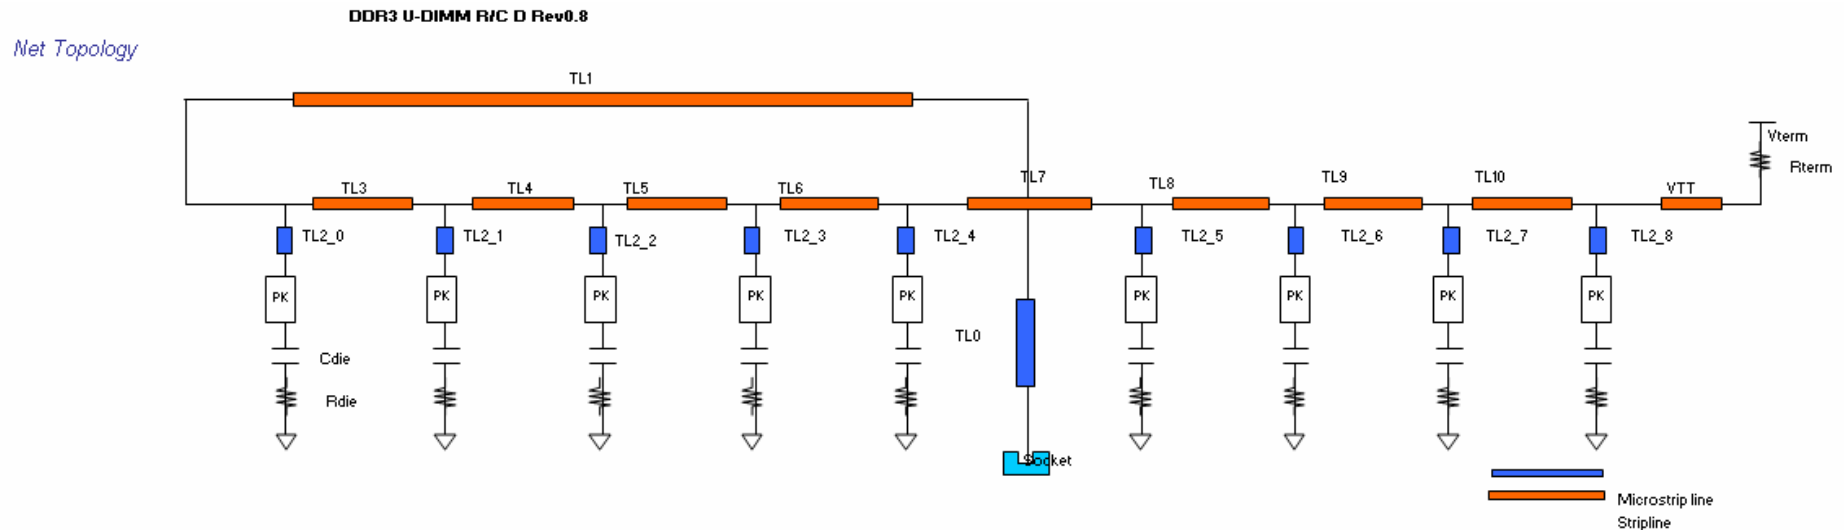 DDR3 U-DIMM R/C D Rev0.8
Net Topology
TL1
Vterm
Rterm
TL3
TL4
TL5
TL6
TL7
TL8
TL9
TL10
VTT
TL2_0
TL2_1
TL2_2
TL2_3
TL2_4
TL2_5
TL2_6
TL2_7
TL2_8
PK
PK
PK
PK
PK
PK
PK
PK
PK
TL0
Cdie
Rdie
Socket
Microstrip line
Stripline